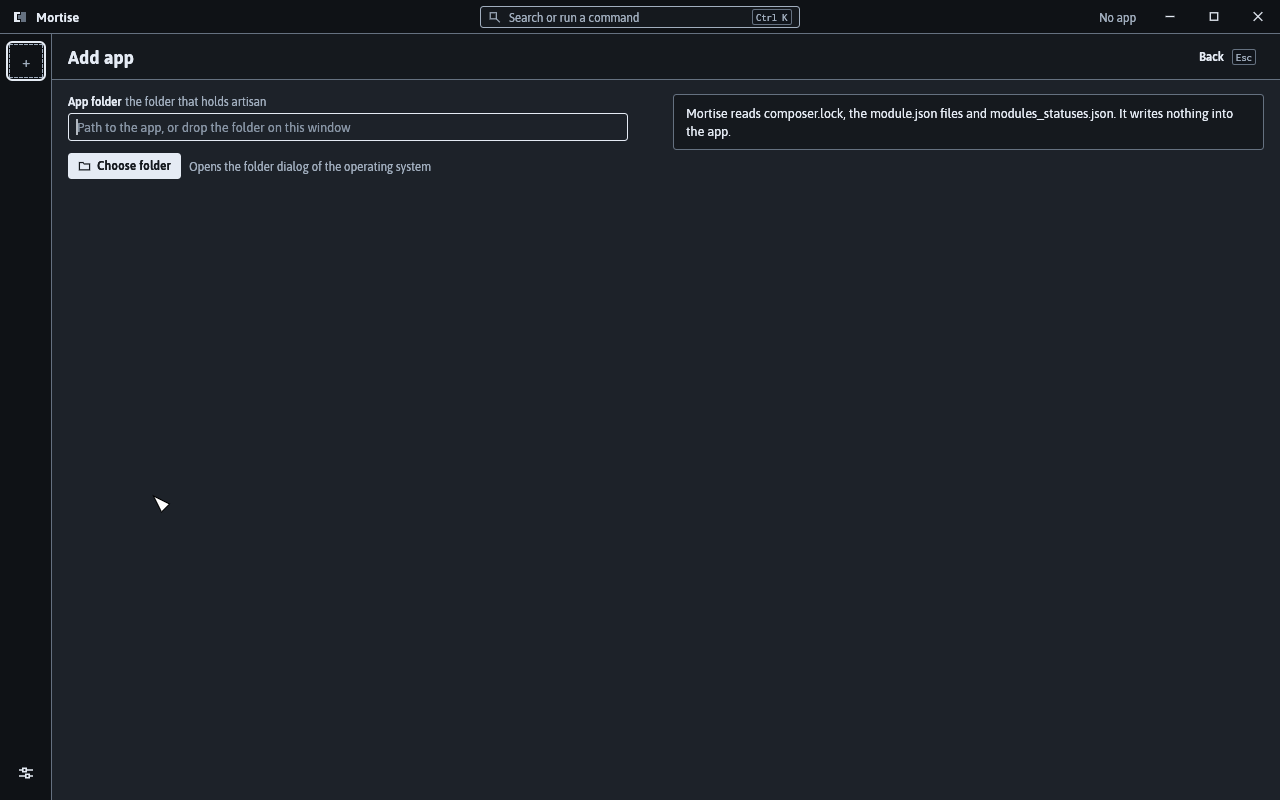 Mortise
Search or run a command
Ctrl K
No app
+
Add app
Back
Esc
App folder the folder that holds artisan
Path to the app, or drop the folder on this window
Choose folder
Opens the folder dialog of the operating system
Mortise reads composer.lock, the module.json files and modules_statuses.json. It writes nothing into
the app.